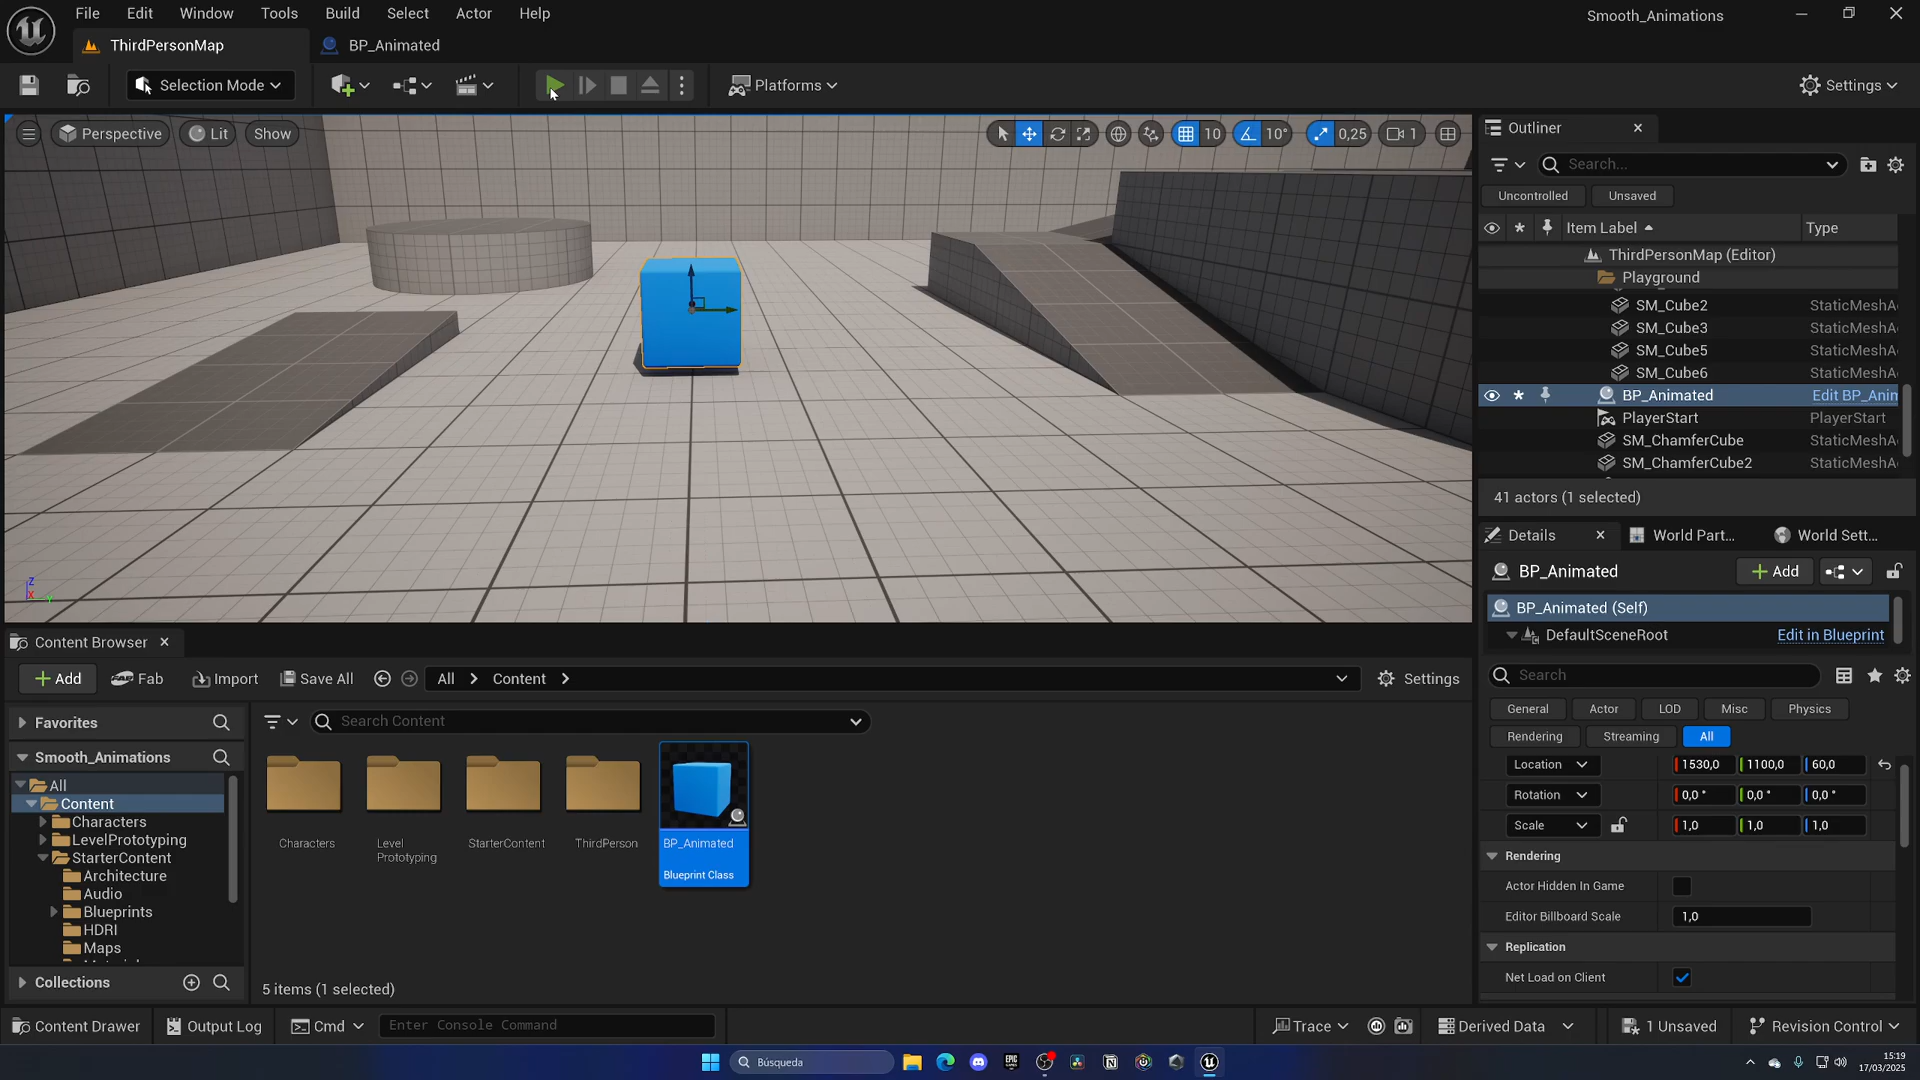 File Edit Window Tools Build Select Actor Help
Smooth_Animations
ThirdPersonMap
BP_Animated
Selection Mode
Platforms
Settings
Perspective
Lit
Show
10
10°
0,25
1
Z
X
Y
Outliner
Search...
Uncontrolled
Unsaved
Item Label
Type
ThirdPersonMap (Editor)
Playground
SM_Cube2 StaticMeshA
SM_Cube3 StaticMeshA
SM_Cube5 StaticMeshA
SM_Cube6 StaticMeshA
BP_Animated Edit BP_Anim
PlayerStart PlayerStart
SM_ChamferCube StaticMeshA
SM_ChamferCube2 StaticMeshA
41 actors (1 selected)
Details
World Part...
World Sett...
BP_Animated
Add
BP_Animated (Self)
DefaultSceneRoot Edit in Blueprint
Search
General
Actor
LOD
Misc
Physics
Rendering
Streaming
All
Location 1530,0 1100,0 60,0
Rotation 0,0 ° 0,0 ° 0,0 °
Scale 1,0 1,0 1,0
Rendering
Actor Hidden In Game
Editor Billboard Scale 1,0
Replication
Net Load on Client
Content Browser
Add
Fab
Import
Save All
All
Content
Settings
Favorites
Smooth_Animations
All
Content
Characters
LevelPrototyping
StarterContent
Architecture
Audio
Blueprints
HDRI
Maps
Collections
Search Content
Characters
Level
Prototyping
StarterContent
ThirdPerson
BP_Animated
Blueprint Class
5 items (1 selected)
Content Drawer
Output Log
Cmd
Enter Console Command
Trace
Derived Data
1 Unsaved
Revision Control
Búsqueda
EPIC
15:19
17/03/2025